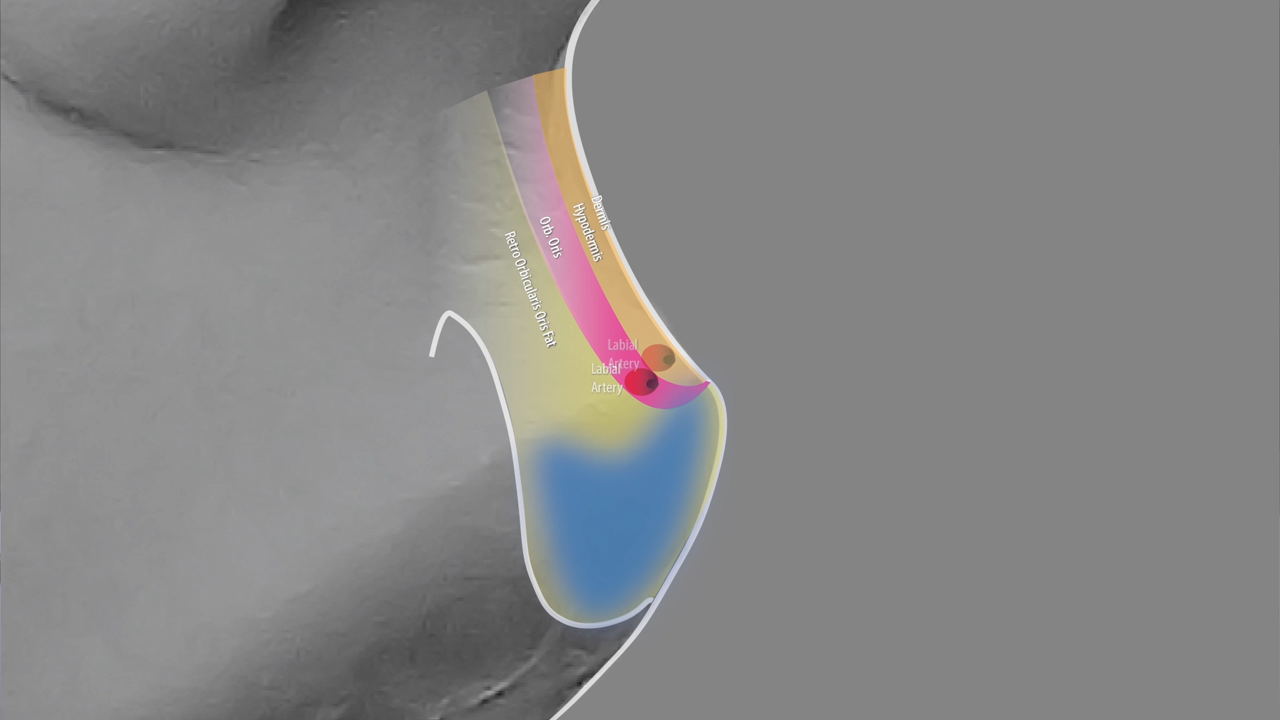 Dermis
Hypodermis
Orb. Oris.
Retro Orbicularis Oris Fat
Labial
Artery
Labial
Artery